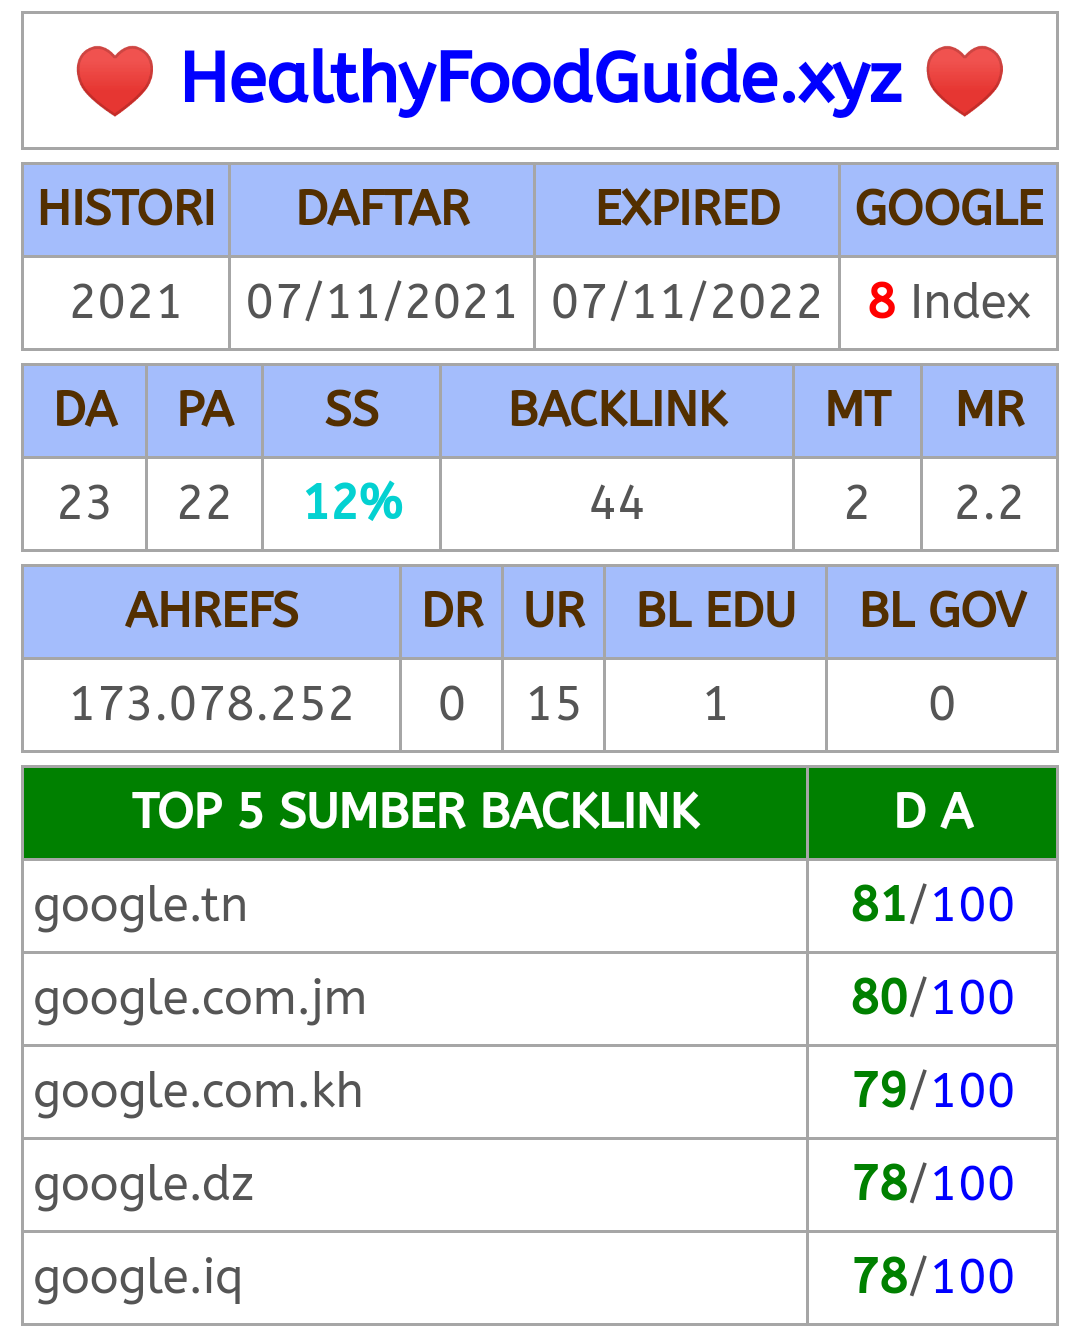 HealthyFoodGuide.xyz
HISTORI DAFTAR EXPIRED GOOGLE
2021 07/11/2021 07/11/2022 8 Index
DA PA SS BACKLINK MT MR
23 22 12% 44 2 2.2
AHREFS DR UR BL EDU BL GOV
173.078.252 0 15 1 0
TOP 5 SUMBER BACKLINK D A
google.tn 81/100
google.com.jm 80/100
google.com.kh 79/100
google.dz 78/100
google.iq 78/100